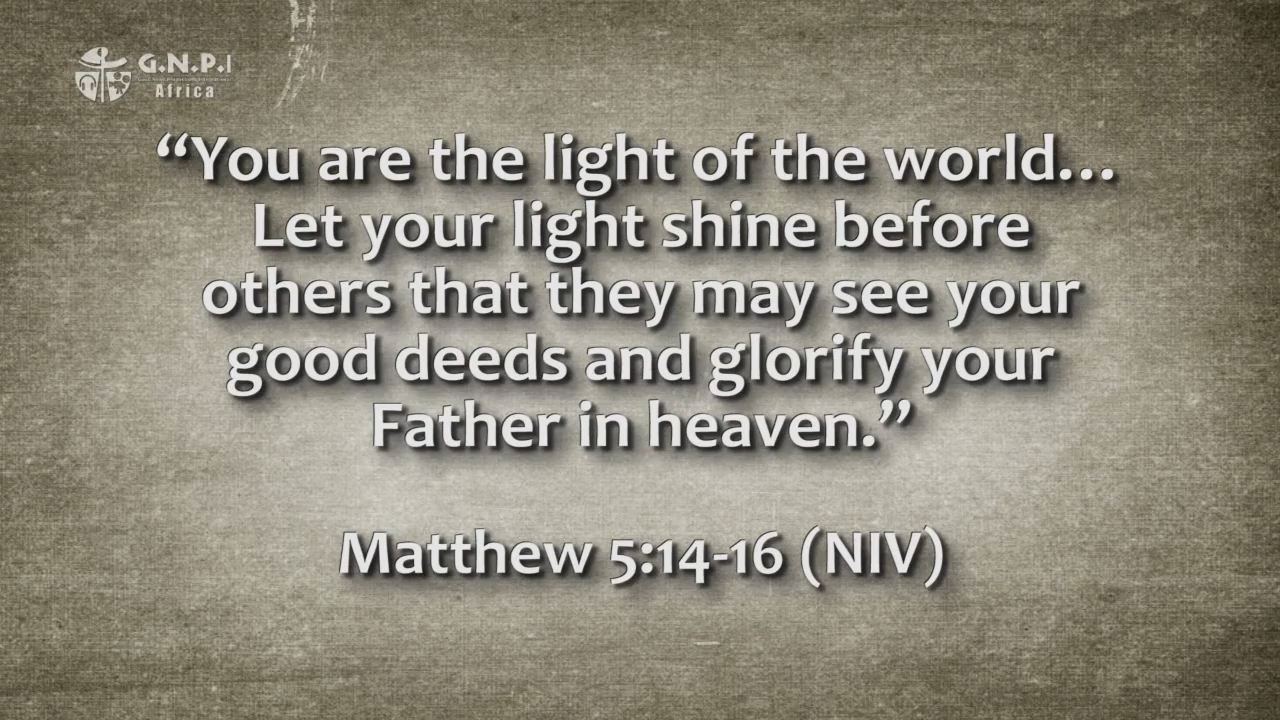 G.N.P.I
Africa
“You are the light of the world...
Let your light shine before
others that they may see your
good deeds and glorify your
Father in heaven.”
Matthew 5:14-16 (NIV)